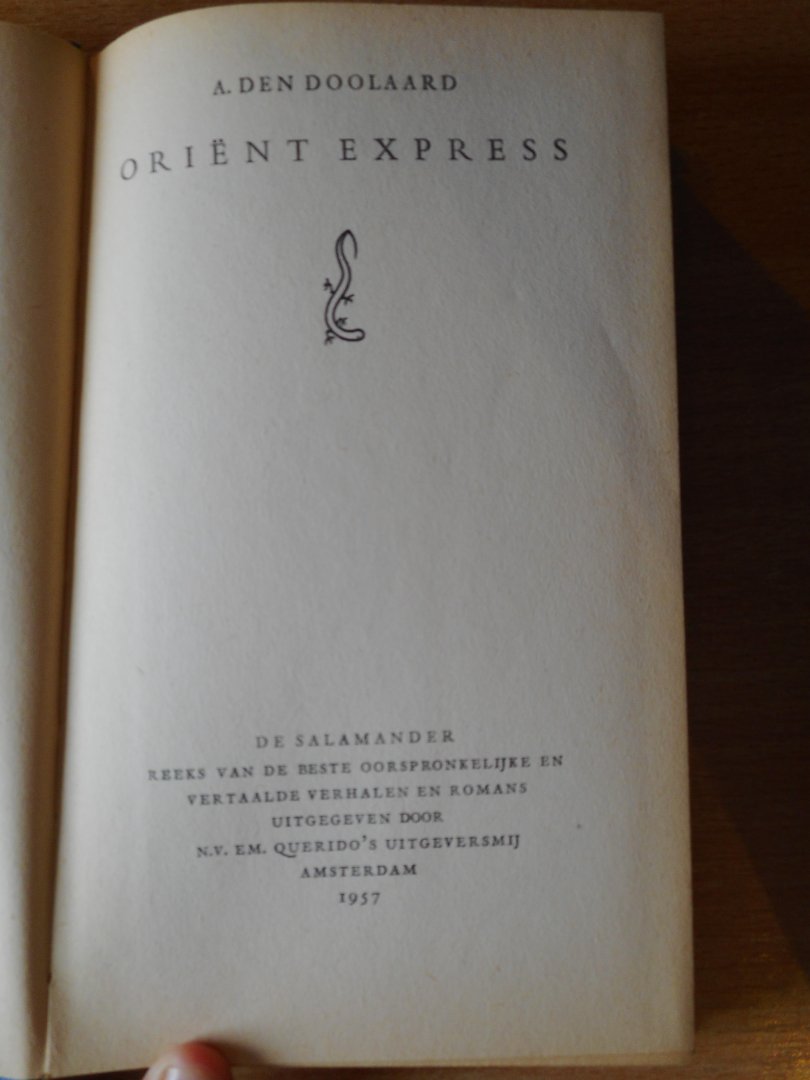 A. DEN DOOLAARD
ORIËNT EXPRESS
DE SALAMANDER
REEKS VAN DE BESTE OORSPRONKELIJKE EN
VERTAALDE VERHALEN EN ROMANS
UITGEGEVEN DOOR
N.V. EM. QUERIDO'S UITGEVERSMIJ
AMSTERDAM
1957